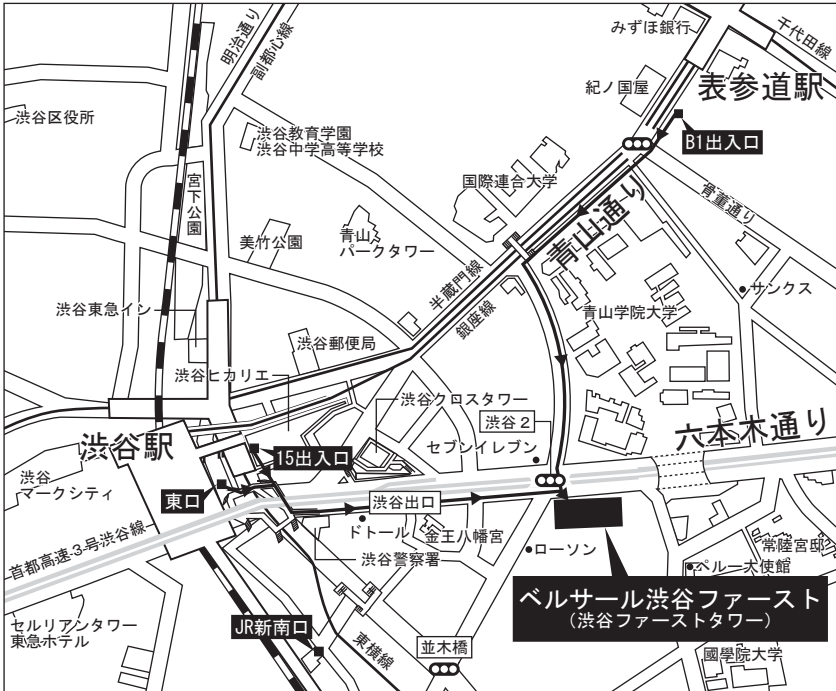 みずほ銀行
千代田線
明治通り
副都心線
紀ノ国屋
表参道駅
B1出入口
渋谷区役所
渋谷教育学園
渋谷中学高等学校
国際連合大学
宮下公園
青山通り
骨董通り
美竹公園
青山
パークタワー
半蔵門線
銀座線
サンクス
渋谷東急イン
青山学院大学
渋谷郵便局
渋谷ヒカリエ
渋谷クロスタワー
渋谷2
六本木通り
セブンイレブン
渋谷駅
15出入口
渋谷
マークシティ
東口
渋谷出口
首都高速3号渋谷線
ドトール
金王八幡宮
ローソン
常陸宮邸
渋谷警察署
ペルー大使館
ベルサール渋谷ファースト
(渋谷ファーストタワー)
セルリアンタワー
東急ホテル
JR新南口
東横線
並木橋
國學院大学